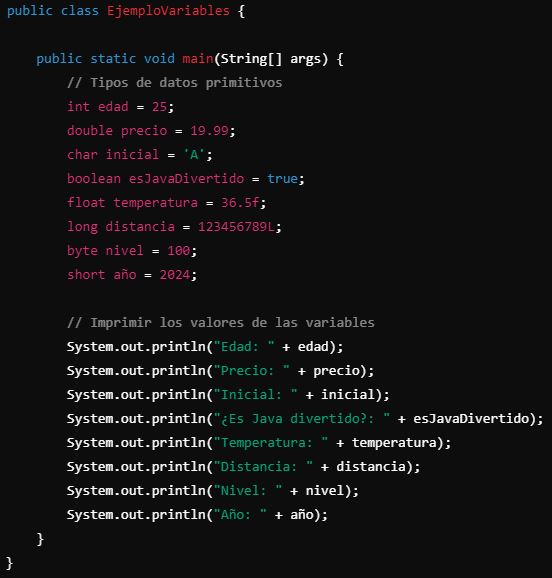 public class EjemploVariables {
public static void main(String[] args) {
// Tipos de datos primitivos
int edad = 25;
double precio = 19.99;
char inicial = 'A';
boolean esJavaDivertido = true;
float temperatura = 36.5f;
long distancia = 123456789L;
byte nivel = 100;
short año = 2024;
// Imprimir los valores de las variables
System.out.println("Edad: " + edad);
System.out.println("Precio: " + precio);
System.out.println("Inicial: " + inicial);
System.out.println("¿Es Java divertido?: " + esJavaDivertido);
System.out.println("Temperatura: " + temperatura);
System.out.println("Distancia: " + distancia);
System.out.println("Nivel: " + nivel);
System.out.println("Año: " + año);
}
}